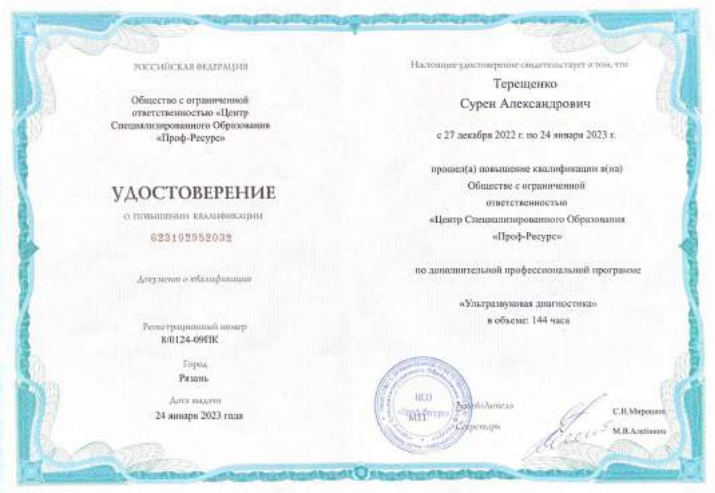 РОССИЙСКАЯ ФЕДЕРАЦИЯ
Общество с ограниченной
ответственностью «Центр
Специализированного Образования
«Проф-Ресурс»
УДОСТОВЕРЕНИЕ
О ПОВЫШЕНИИ КВАЛИФИКАЦИИ
623102952032
Документ о квалификации
Регистрационный номер
8/0124-09ПК
Город
Рязань
Дата выдачи
24 января 2023 года
Настоящее удостоверение свидетельствует о том, что
Терещенко
Сурен Александрович
с 27 декабря 2022 г. по 24 января 2023 г.
прошел(а) повышение квалификации в(на)
Обществе с ограниченной
ответственностью
«Центр Специализированного Образования
«Проф-Ресурс»
по дополнительной профессиональной программе
«Ультразвуковая диагностика»
в объеме: 144 часа
М.П.
Руководитель
С.Н.
Секретарь
М.В.